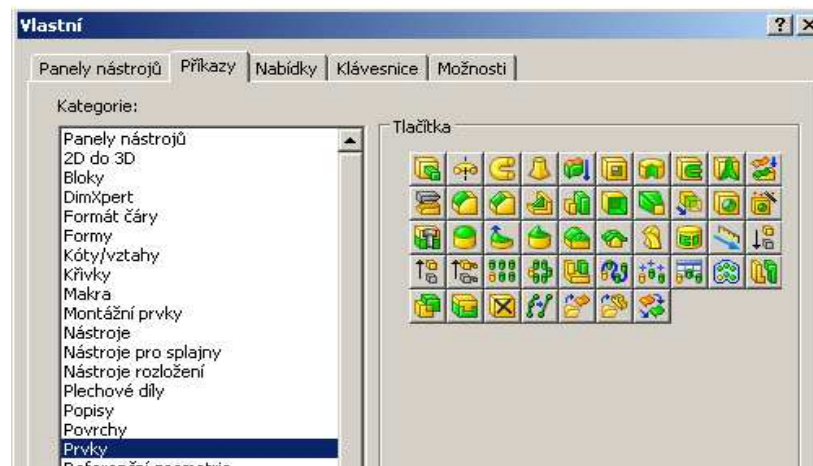 Vlastní
Panely nástrojů Příkazy Nabídky Klávesnice Možnosti
Kategorie:
Tlačítka
Panely nástrojů
2D do 3D
Bloky
DimXpert
Formát čáry
Formy
Kóty/vztahy
Křivky
Makra
Montážní prvky
Nástroje
Nástroje pro splajny
Nástroje rozložení
Plechové díly
Popisy
Povrchy
Prvky